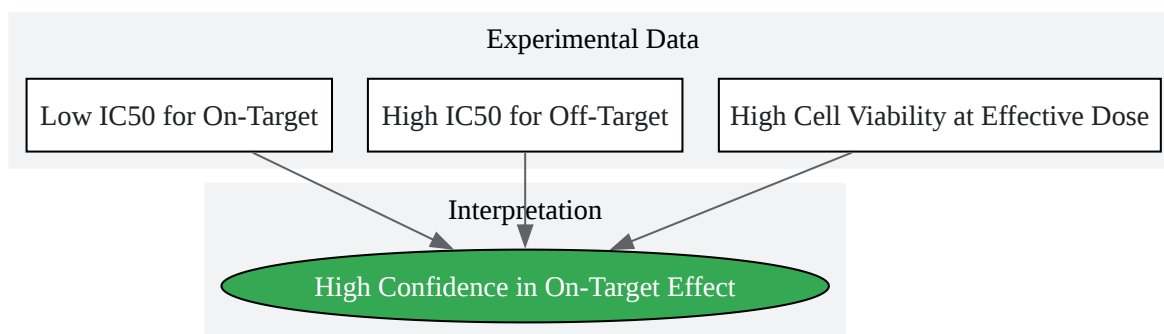 Experimental Data
Low IC50 for On-Target
High IC50 for Off-Target
High Cell Viability at Effective Dose
Interpretation
High Confidence in On-Target Effect